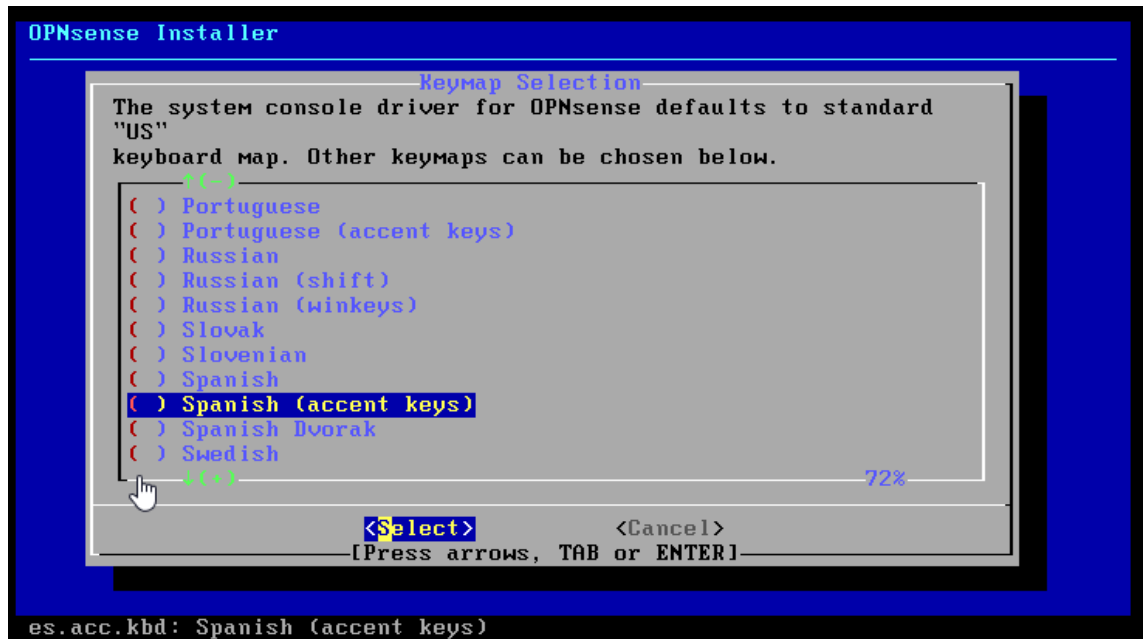 OPNsense Installer
Keymap Selection
The system console driver for OPNsense defaults to standard
"US"
keyboard map. Other keymaps can be chosen below.
↑(-)
( ) Portuguese
( ) Portuguese (accent keys)
( ) Russian
( ) Russian (shift)
( ) Russian (winkeys)
( ) Slovak
( ) Slovenian
( ) Spanish
( ) Spanish (accent keys)
( ) Spanish Dvorak
( ) Swedish
↓(+) 72%
<Select> <Cancel>
[Press arrows, TAB or ENTER]
es.acc.kbd: Spanish (accent keys)